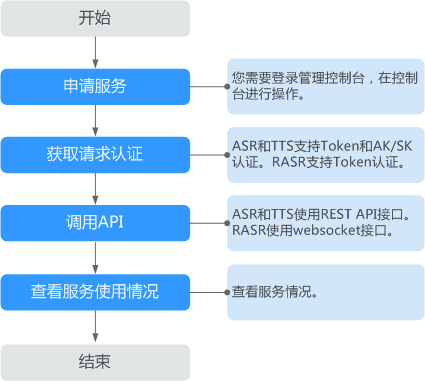 开始
申请服务
您需要登录管理控制台，在控制
台进行操作。
获取请求认证
ASR和TTS支持Token和AK/SK
认证。RASR支持Token认证。
调用API
ASR和TTS使用REST API接口。
RASR使用websocket接口。
查看服务使用情况
查看服务情况。
结束